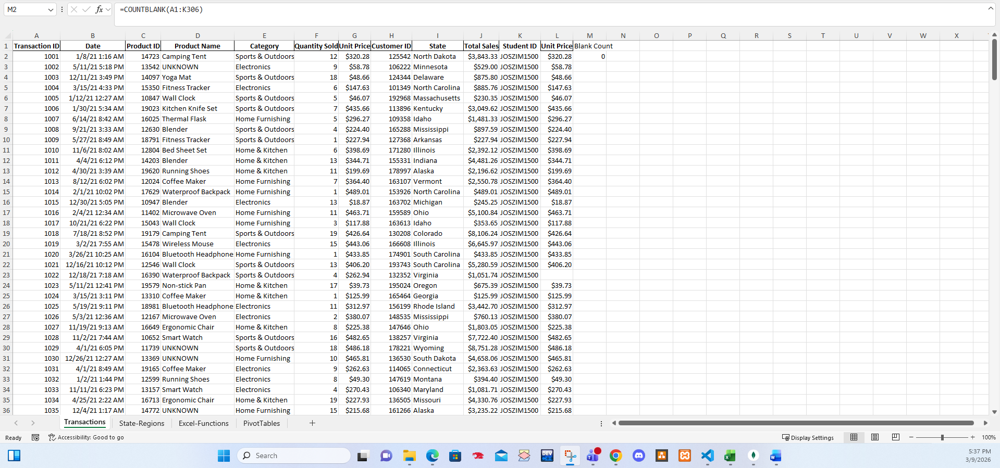 M2 fx =COUNTBLANK(A1:K306)
A B C D E F G H I J K L M N O P Q R S T U V W X
1 Transaction ID Date Product ID Product Name Category Quantity Sold Unit Price Customer ID State Total Sales Student ID Unit Price Blank Count
2 1001 1/8/21 1:16 AM 14723 Camping Tent Sports & Outdoors 12 $320.28 125542 North Dakota $3,843.33 JOSZIM1500 $320.28 0
3 1002 5/11/21 5:18 PM 13542 UNKNOWN Electronics 9 $58.78 106222 Minnesota $529.00 JOSZIM1500 $58.78
4 1003 12/11/21 3:49 PM 14097 Yoga Mat Sports & Outdoors 18 $48.66 124344 Delaware $875.80 JOSZIM1500 $48.66
5 1004 3/15/21 4:33 PM 15350 Fitness Tracker Electronics 6 $147.63 101349 North Carolina $885.76 JOSZIM1500 $147.63
6 1005 1/12/21 12:27 AM 10847 Wall Clock Sports & Outdoors 5 $46.07 192968 Massachusetts $230.35 JOSZIM1500 $46.07
7 1006 1/30/21 5:34 AM 19023 Kitchen Knife Set Sports & Outdoors 7 $435.66 113896 Kentucky $3,049.62 JOSZIM1500 $435.66
8 1007 6/14/21 8:42 AM 16025 Thermal Flask Home Furnishing 5 $296.27 109358 Idaho $1,481.33 JOSZIM1500 $296.27
9 1008 9/21/21 3:33 AM 12630 Blender Sports & Outdoors 4 $224.40 165288 Mississippi $897.59 JOSZIM1500 $224.40
10 1009 5/27/21 8:49 AM 18791 Fitness Tracker Sports & Outdoors 1 $227.94 127368 Arkansas $227.94 JOSZIM1500 $227.94
11 1010 11/6/21 8:02 AM 12804 Bed Sheet Set Home & Kitchen 6 $398.69 171280 Illinois $2,392.12 JOSZIM1500 $398.69
12 1011 4/4/21 6:12 PM 14203 Blender Home & Kitchen 13 $344.71 155331 Indiana $4,481.26 JOSZIM1500 $344.71
13 1012 4/30/21 3:39 AM 19620 Running Shoes Home & Kitchen 11 $199.69 178997 Alaska $2,196.62 JOSZIM1500 $199.69
14 1013 8/12/21 6:02 PM 12024 Coffee Maker Home Furnishing 7 $364.40 163107 Vermont $2,550.78 JOSZIM1500 $364.40
15 1014 2/1/21 10:02 PM 17629 Waterproof Backpack Home Furnishing 1 $489.01 153926 North Carolina $489.01 JOSZIM1500 $489.01
16 1015 12/30/21 5:05 PM 10947 Blender Electronics 13 $18.87 163702 Michigan $245.25 JOSZIM1500 $18.87
17 1016 2/4/21 12:34 AM 11402 Microwave Oven Home Furnishing 11 $463.71 159589 Ohio $5,100.84 JOSZIM1500 $463.71
18 1017 10/21/21 6:22 PM 15043 Wall Clock Home Furnishing 3 $117.88 163613 Idaho $353.65 JOSZIM1500 $117.88
19 1018 7/18/21 8:52 PM 19179 Camping Tent Sports & Outdoors 19 $426.64 130208 Colorado $8,106.24 JOSZIM1500 $426.64
20 1019 3/2/21 7:55 AM 15478 Wireless Mouse Electronics 15 $443.06 166608 Illinois $6,645.97 JOSZIM1500 $443.06
21 1020 3/26/21 10:25 AM 16104 Bluetooth Headphone Home Furnishing 1 $433.85 174901 South Carolina $433.85 JOSZIM1500 $433.85
22 1021 12/16/21 10:12 PM 12546 Wall Clock Sports & Outdoors 13 $406.20 193743 South Carolina $5,280.59 JOSZIM1500 $406.20
23 1022 12/18/21 7:18 AM 16390 Waterproof Backpack Sports & Outdoors 4 $262.94 132352 Virginia $1,051.74 JOSZIM1500
24 1023 5/11/21 12:41 PM 19579 Non-stick Pan Home & Kitchen 17 $39.73 195024 Oregon $675.39 JOSZIM1500 $39.73
25 1024 3/15/21 3:11 PM 13310 Coffee Maker Home & Kitchen 1 $125.99 165464 Georgia $125.99 JOSZIM1500 $125.99
26 1025 5/19/21 9:11 PM 18981 Bluetooth Headphone Electronics 11 $312.97 156199 Rhode Island $3,442.70 JOSZIM1500 $312.97
27 1026 5/3/21 12:36 AM 12167 Microwave Oven Electronics 2 $380.07 148535 Mississippi $760.13 JOSZIM1500 $380.07
28 1027 11/19/21 9:13 AM 16649 Ergonomic Chair Home & Kitchen 8 $225.38 147646 Ohio $1,803.05 JOSZIM1500 $225.38
29 1028 11/2/21 7:44 AM 10652 Smart Watch Sports & Outdoors 16 $482.65 138257 Virginia $7,722.40 JOSZIM1500 $482.65
30 1029 4/1/21 6:05 PM 11739 UNKNOWN Sports & Outdoors 18 $486.18 178221 Wyoming $8,751.28 JOSZIM1500 $486.18
31 1030 12/26/21 12:27 AM 13369 UNKNOWN Home Furnishing 10 $465.81 136530 South Dakota $4,658.06 JOSZIM1500 $465.81
32 1031 4/1/21 8:49 AM 19165 Coffee Maker Electronics 9 $262.63 114065 Connecticut $2,363.63 JOSZIM1500 $262.63
33 1032 1/2/21 1:44 PM 12599 Running Shoes Electronics 8 $49.30 147619 Montana $394.40 JOSZIM1500 $49.30
34 1033 11/11/21 6:23 PM 13157 Smart Watch Electronics 4 $270.43 106340 Maryland $1,081.71 JOSZIM1500 $270.43
35 1034 4/25/21 2:22 AM 16713 Ergonomic Chair Home & Kitchen 19 $227.93 136505 Missouri $4,330.76 JOSZIM1500 $227.93
36 1035 12/4/21 1:17 AM 14772 UNKNOWN Home Furnishing 15 $215.68 161266 Alaska $3,235.22 JOSZIM1500 $215.68
Transactions State-Regions Excel-Functions PivotTables
Ready Accessibility: Good to go Display Settings 100%
Search DEV 5:37 PM
3/9/2026